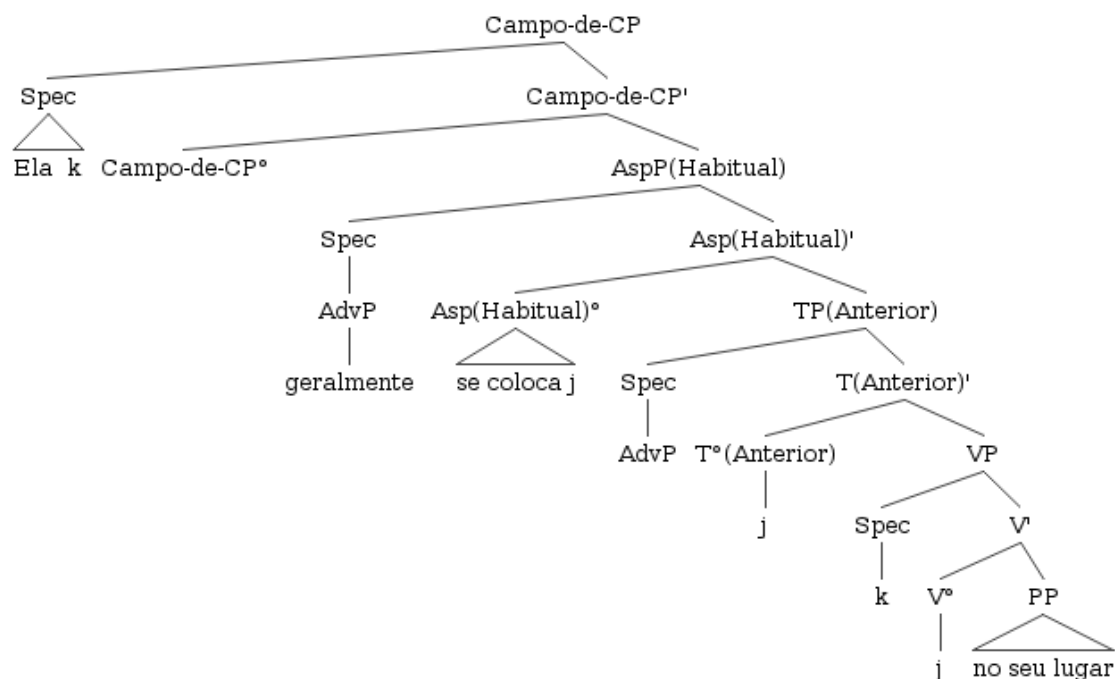 Campo-de-CP
Spec Campo-de-CP'
Ela k Campo-de-CP° AspP(Habitual)
Spec Asp(Habitual)'
AdvP Asp(Habitual)° TP(Anterior)
geralmente se coloca j Spec T(Anterior)'
AdvP T°(Anterior) VP
j Spec V'
k V° PP
j no seu lugar